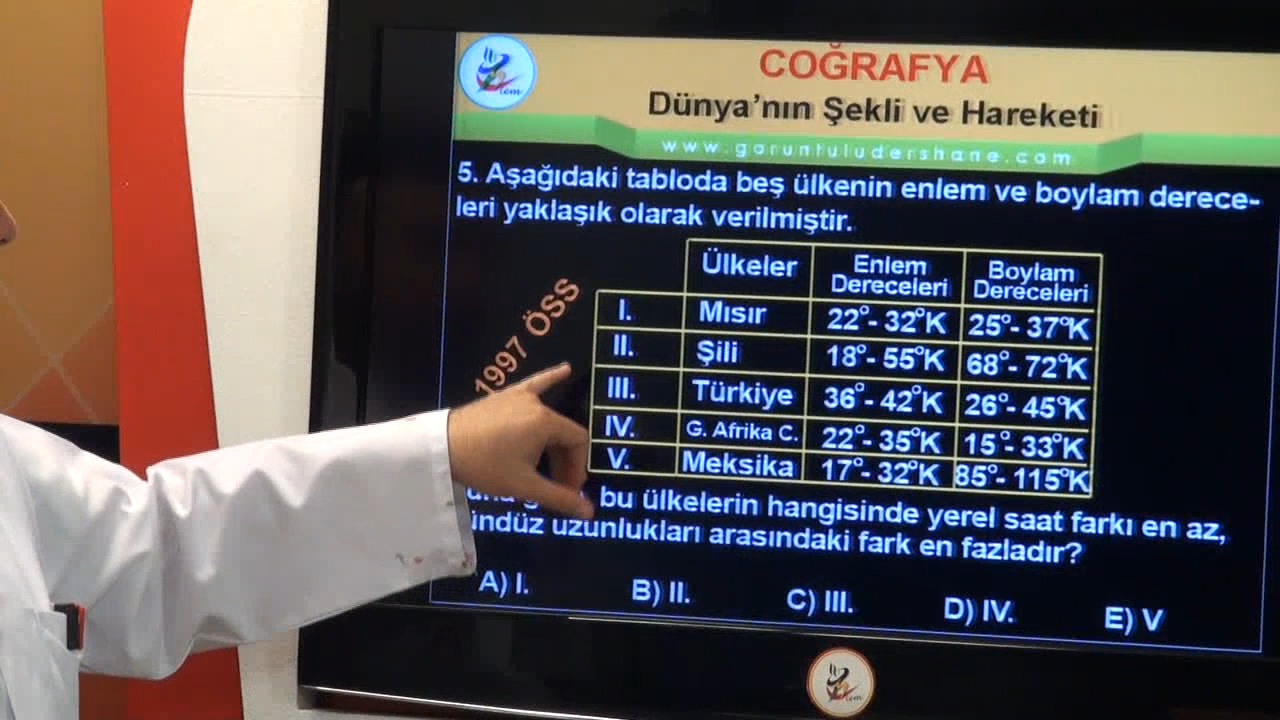 COĞRAFYA
Dünya'nın Şekli ve Hareketi
www.goruntuludershane.com
5. Aşağıdaki tabloda beş ülkenin enlem ve boylam derece-
leri yaklaşık olarak verilmiştir.
1997 ÖSS
Ülkeler Enlem Dereceleri Boylam Dereceleri
I. Mısır 22°- 32°K 25°- 37°K
II. Şili 18°- 55°K 68°- 72°K
III. Türkiye 36°- 42°K 26°- 45°K
IV. G. Afrika C. 22°- 35°K 15°- 33°K
V. Meksika 17°- 32°K 85°- 115°K
bu ülkelerin hangisinde yerel saat farkı en az,
uzunlukları arasındaki fark en fazladır?
A) I. B) II. C) III. D) IV. E) V